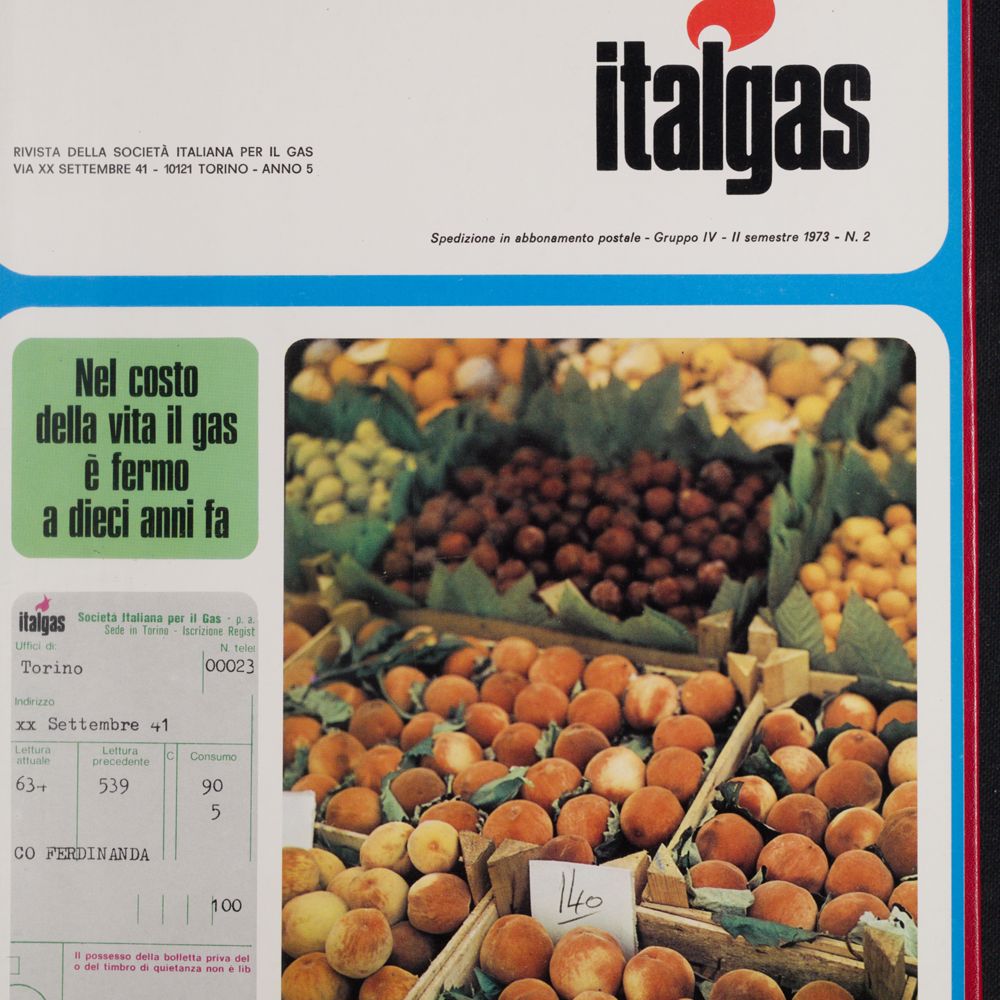 italgas
RIVISTA DELLA SOCIETÀ ITALIANA PER IL GAS
VIA XX SETTEMBRE 41 - 10121 TORINO - ANNO 5
Spedizione in abbonamento postale - Gruppo IV - II semestre 1973 - N. 2
Nel costo
della vita il gas
è fermo
a dieci anni fa
italgas
Società Italiana per il Gas - p. a.
Sede in Torino - Iscrizione Regist
Uffici di:
N. telef
Torino
00023
Indirizzo
xx Settembre 41
Lettura attuale
Lettura precedente
C
Consumo
634
539
90
5
CO FERDINANDA
100
Il possesso della bolletta priva del
o del timbro di quietanza non è lib
140